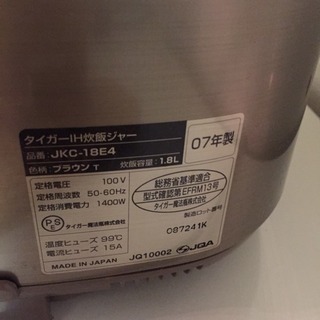 タイガーIH炊飯ジャー
品番: JKC-18E4
色柄: ブラウン T 炊飯容量: 1.8L
07年製
定格電圧 100V
定格周波数 50-60Hz
定格消費電力 1400W
PSE タイガー魔法瓶株式会社
温度ヒューズ 99℃
電流ヒューズ 15A
MADE IN JAPAN
総務省基準適合
型式確認第EFRM13号
タイガー魔法瓶株式会社
製造ロット番号
087241K
JQ10002 JQA